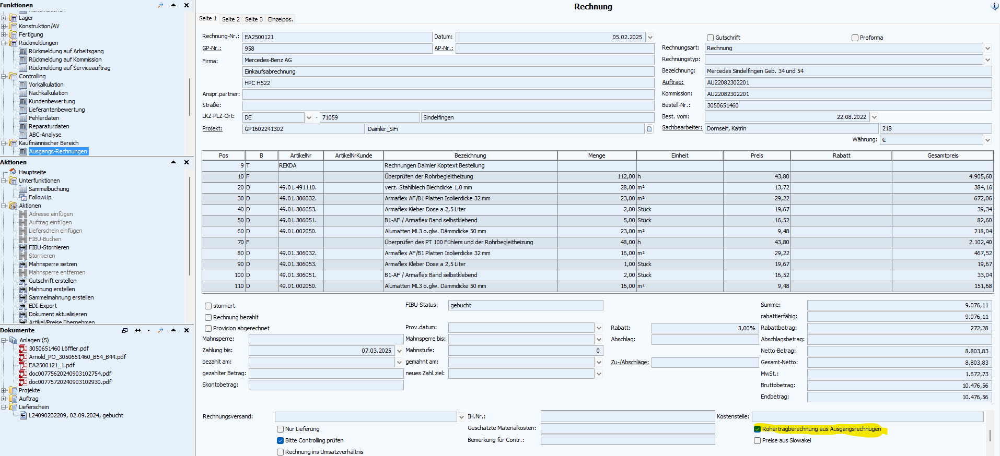 Funktionen
Lager
Konstruktion/AV
Fertigung
Rückmeldungen
Rückmeldung auf Arbeitsgang
Rückmeldung auf Kommission
Rückmeldung auf Serviceauftrag
Controlling
Vorkalkulation
Nachkalkulation
Kundenbewertung
Lieferantenbewertung
Fehlerdaten
Reparaturdaten
ABC-Analyse
Kaufmännischer Bereich
Ausgangs-Rechnungen
Aktionen
Hauptseite
Unterfunktionen
Sammelbuchung
FollowUp
Aktionen
Adresse einfügen
Auftrag einfügen
Lieferschein einfügen
FIBU-Buchen
FIBU-Stornieren
Stornieren
Mahnsperre setzen
Mahnsperre entfernen
Gutschrift erstellen
Mahnung erstellen
Sammelmahnung erstellen
EDI-Export
Dokument aktualisieren
Artikel/Preise übernehmen
Dokumente
Anlagen (5)
3050651460 Löffler.pdf
Arnold_PO_3050651460_B54_B44.pdf
EA2500121_1.pdf
doc00775620240903102754.pdf
doc00775720240903102930.pdf
Projekte
Auftrag
Lieferschein
L24090202209, 02.09.2024, gebucht
Rechnung
Seite 1 Seite 2 Seite 3 Einzelpos.
Rechnung-Nr.: EA2500121 Datum: 05.02.2025
GP-Nr.: 958 AP-Nr.:
Firma: Mercedes-Benz AG
Einkaufsabrechnung
HPC H522
Anspr.partner:
Straße:
LKZ-PLZ-Ort: DE - 71059 Sindelfingen
Projekt: GP1602241302 Daimler_SiFi
Gutschrift Proforma
Rechnungsart: Rechnung
Rechnungstyp:
Bezeichnung: Mercedes Sindelfingen Geb. 34 und 54
Auftrag: AU22082302201
Kommission: AU22082302201
Bestell-Nr.: 3050651460
Best. vom: 22.08.2022
Sachbearbeiter: Dornseif, Katrin 218
Währung: €
Pos B ArtikelNr ArtikelNrKunde Bezeichnung Menge Einheit Preis Rabatt Gesamtpreis
9 T REKDA Rechnungen Daimler Koptext Bestellung
10 F Überprüfen der Rohrbegleitheizung 112,00 h 43,80 4.905,60
20 D 49.01.491110. verz. Stahlblech Blechdicke 1,0 mm 28,00 m² 13,72 384,16
30 D 49.01.306032. Armaflex AF/B1 Platten Isolierdicke 32 mm 23,00 m² 29,22 672,06
40 D 49.01.306053. Armaflex Kleber Dose a 2,5 Liter 2,00 Stück 19,67 39,34
50 D 49.01.306051. B1-AF / Armaflex Band selbstklebend 5,00 Stück 16,52 82,60
60 D 49.01.002050. Alumatten ML3 o.glw. Dämmdicke 50 mm 23,00 m² 9,48 218,04
70 F Überprüfen des PT 100 Fühlers und der Rohrbegleitheizung 48,00 h 43,80 2.102,40
80 D 49.01.306032. Armaflex AF/B1 Platten Isolierdicke 32 mm 16,00 m² 29,22 467,52
90 D 49.01.306053. Armaflex Kleber Dose a 2,5 Liter 1,00 Stück 19,67 19,67
100 D 49.01.306051. B1-AF / Armaflex Band selbstklebend 2,00 Stück 16,52 33,04
110 D 49.01.002050. Alumatten ML3 o.glw. Dämmdicke 50 mm 16,00 m² 9,48 151,68
storniert FIBU-Status: gebucht Summe: 9.076,11
Rechnung bezahlt rabattierfähig: 9.076,11
Provision abgerechnet Prov.datum: Rabatt: 3,00% Rabattbetrag: 272,28
Mahnsperre: Mahnsperre bis: Abschlag: Abschlagsbetrag:
Zahlung bis: 07.03.2025 Mahnstufe: 0 Netto-Betrag: 8.803,83
bezahlt am: gemahnt am: Zu-/Abschläge: Gesamt-Netto: 8.803,83
gezahlter Betrag: neues Zahl.ziel: MwSt.: 1.672,73
Skontobetrag: Bruttobetrag: 10.476,56
Endbetrag: 10.476,56
Rechnungsversand: IH.Nr.: Kostenstelle:
Nur Lieferung Geschätzte Materialkosten: Rohertragberechnung aus Ausgangsrechnugen
Bitte Controlling prüfen Bemerkung für Contr.: Preise aus Slowakei
Rechnung ins Umsatzverhältnis